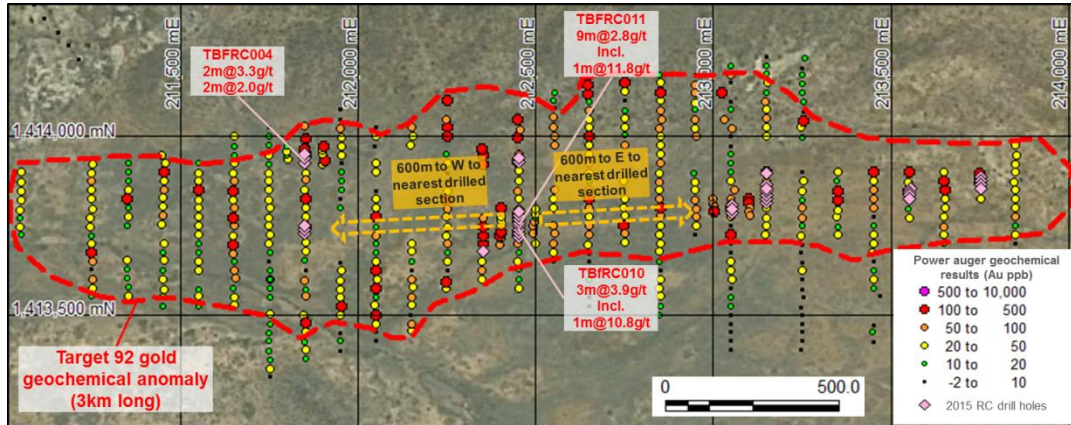 211,500 mE
212,000 mE
212,500 mE
213,000 mE
213,500 mE
214,000 mE
TBFRC004
2m@3.3g/t
2m@2.0g/t
TBFRC011
9m@2.8g/t
Incl.
1m@11.8g/t
1,414,000 mN
600m to W to
nearest drilled
section
600m to E to
nearest drilled
section
TBfRC010
3m@3.9g/t
Incl.
1m@10.8g/t
1,413,500 mN
Target 92 gold
geochemical anomaly
(3km long)
0 500.0
Power auger geochemical
results (Au ppb)
500 to 10,000
100 to 500
50 to 100
20 to 50
10 to 20
-2 to 10
2015 RC drill holes